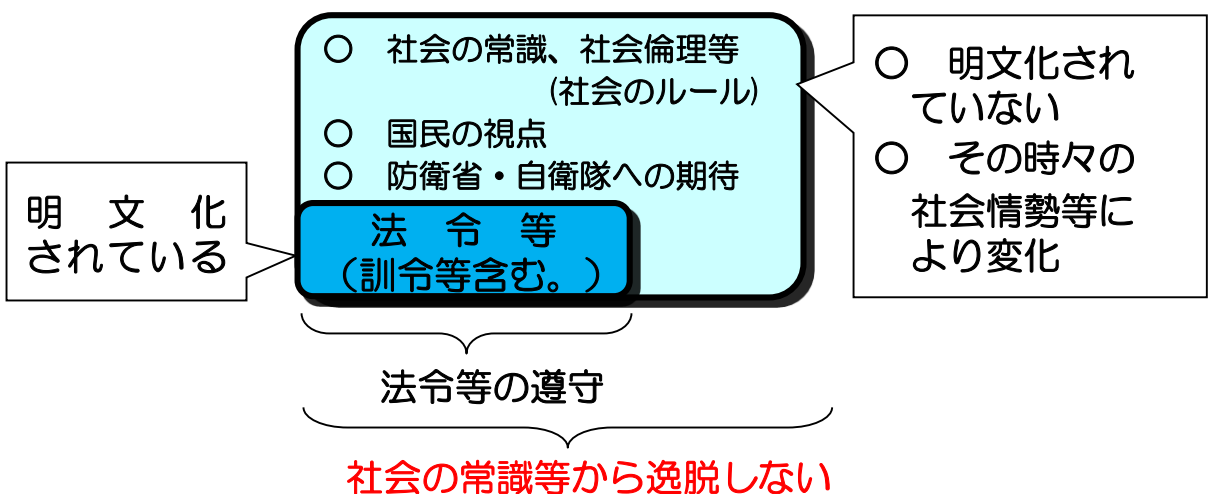 ○　社会の常識、社会倫理等
(社会のルール)
○　国民の視点
○　防衛省・自衛隊への期待
法　令　等
（訓令等含む。）
明　文　化
されている
○　明文化され
ていない
○　その時々の
社会情勢等に
より変化
法令等の遵守
社会の常識等から逸脱しない